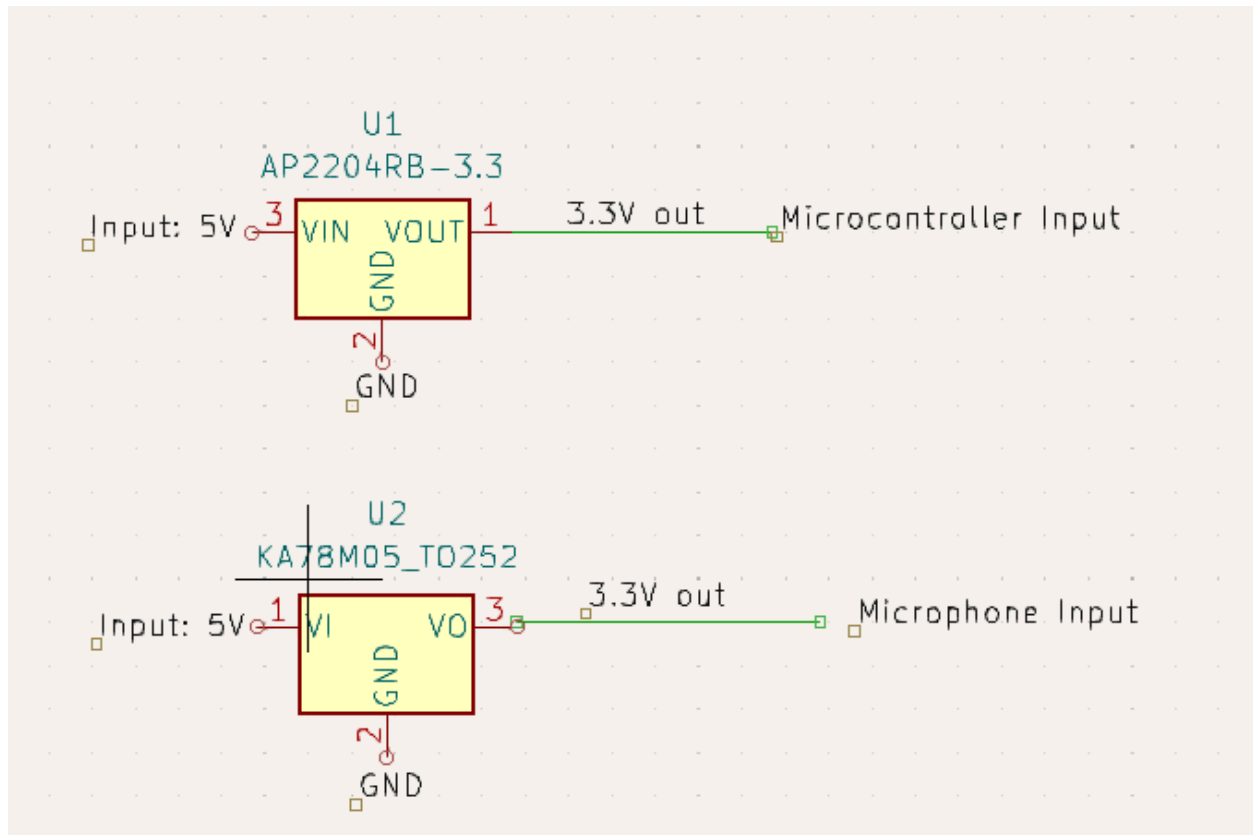 U1
AP2204RB-3.3
Input: 5V 3 VIN VOUT 1 3.3V out Microcontroller Input
GND
2
GND
U2
KA78M05_TO252
Input: 5V 1 VI VO 3 3.3V out Microphone Input
GND
2
GND